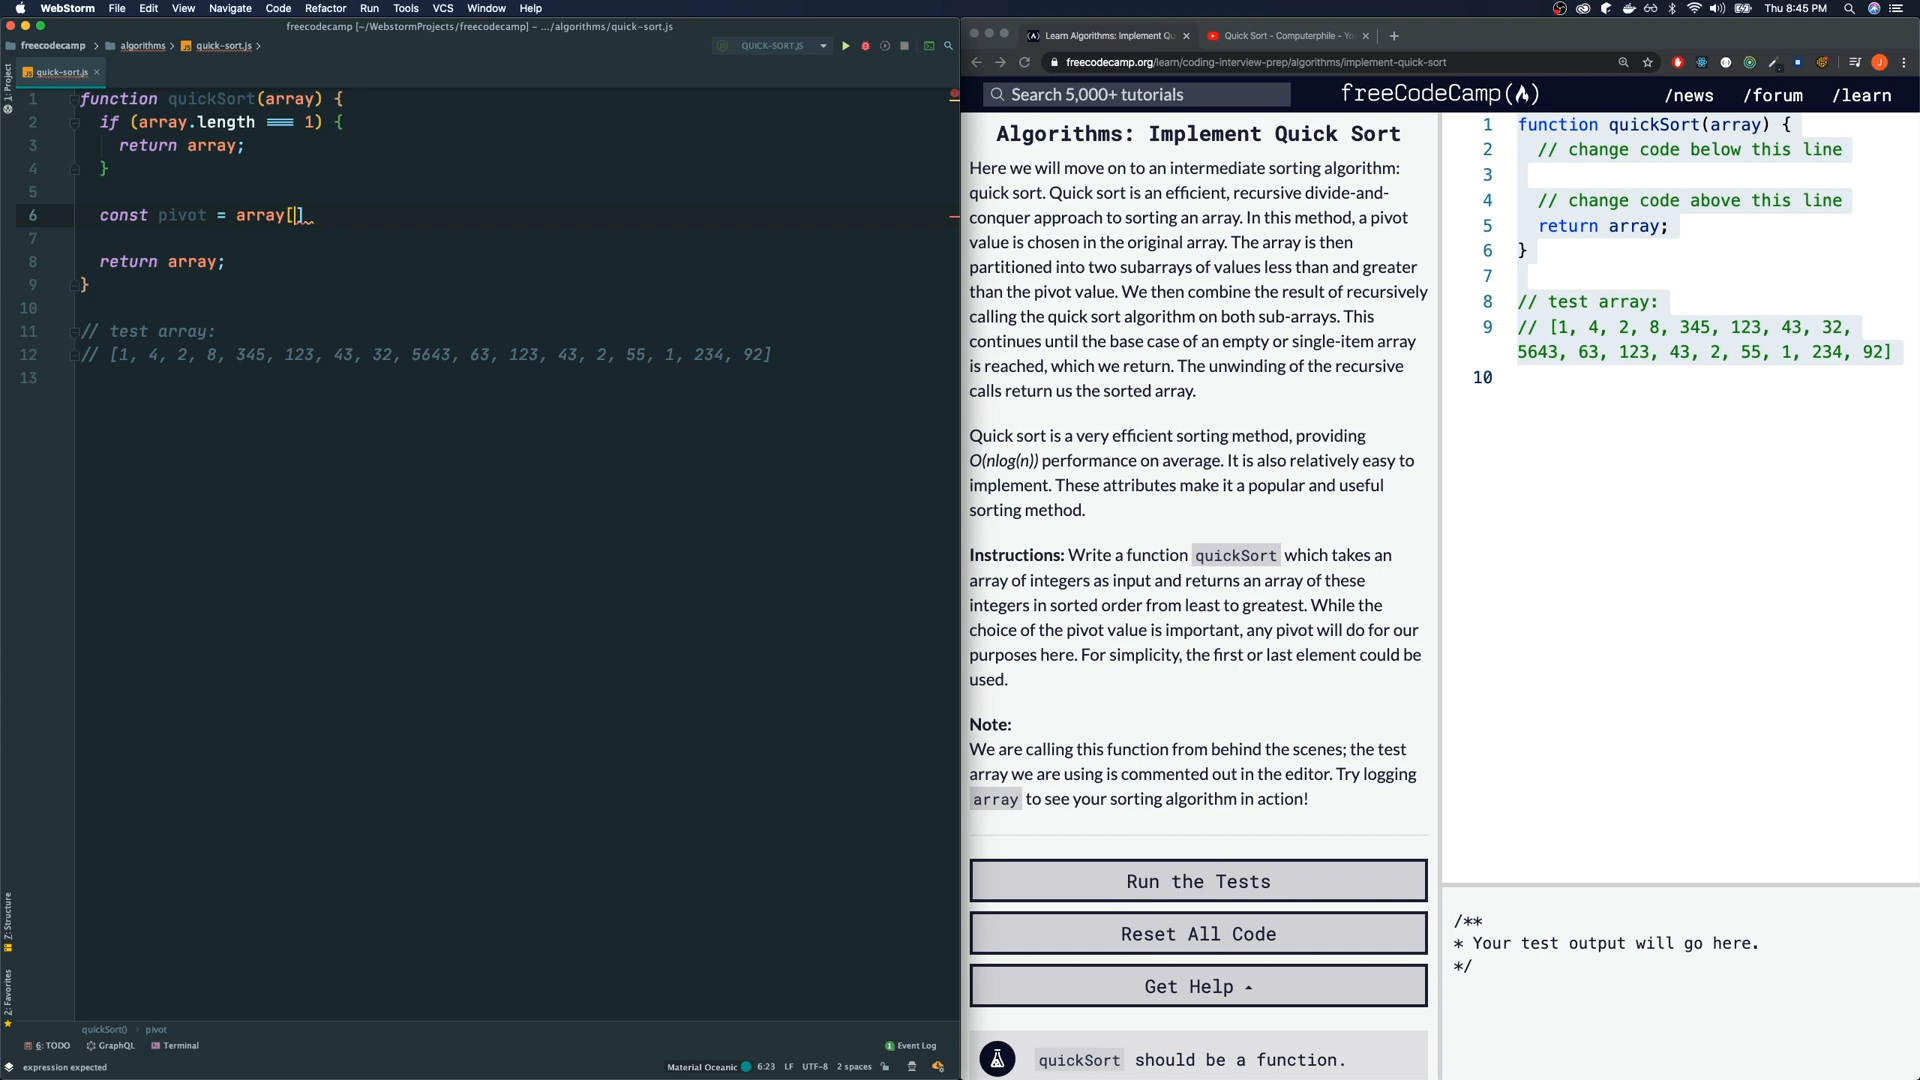 WebStorm File Edit View Navigate Code Refactor Run Tools VCS Window Help
Thu 8:45 PM
freecodecamp [~/WebstormProjects/freecodecamp] – .../algorithms/quick-sort.js
freecodecamp algorithms quick-sort.js
QUICK-SORT.JS
quick-sort.js
1: Project
1 function quickSort(array) {
2 if (array.length === 1) {
3 return array;
4 }
5
6 const pivot = array[]
7
8 return array;
9 }
10
11 // test array:
12 // [1, 4, 2, 8, 345, 123, 43, 32, 5643, 63, 123, 43, 2, 55, 1, 234, 92]
13
Z: Structure
2: Favorites
quickSort() pivot
6: TODO GraphQL Terminal
1 Event Log
expression expected
Material Oceanic 6:23 LF UTF-8 2 spaces
Learn Algorithms: Implement Qu
Quick Sort - Computerphile - Yo
freecodecamp.org/learn/coding-interview-prep/algorithms/implement-quick-sort
J
Search 5,000+ tutorials
freeCodeCamp
/news /forum /learn
Algorithms: Implement Quick Sort
Here we will move on to an intermediate sorting algorithm:
quick sort. Quick sort is an efficient, recursive divide-and-
conquer approach to sorting an array. In this method, a pivot
value is chosen in the original array. The array is then
partitioned into two subarrays of values less than and greater
than the pivot value. We then combine the result of recursively
calling the quick sort algorithm on both sub-arrays. This
continues until the base case of an empty or single-item array
is reached, which we return. The unwinding of the recursive
calls return us the sorted array.
Quick sort is a very efficient sorting method, providing
O(nlog(n)) performance on average. It is also relatively easy to
implement. These attributes make it a popular and useful
sorting method.
Instructions: Write a function quickSort which takes an
array of integers as input and returns an array of these
integers in sorted order from least to greatest. While the
choice of the pivot value is important, any pivot will do for our
purposes here. For simplicity, the first or last element could be
used.
Note:
We are calling this function from behind the scenes; the test
array we are using is commented out in the editor. Try logging
array to see your sorting algorithm in action!
Run the Tests
Reset All Code
Get Help
quickSort should be a function.
1 function quickSort(array) {
2 // change code below this line
3
4 // change code above this line
5 return array;
6 }
7
8 // test array:
9 // [1, 4, 2, 8, 345, 123, 43, 32,
5643, 63, 123, 43, 2, 55, 1, 234, 92]
10
/**
* Your test output will go here.
*/